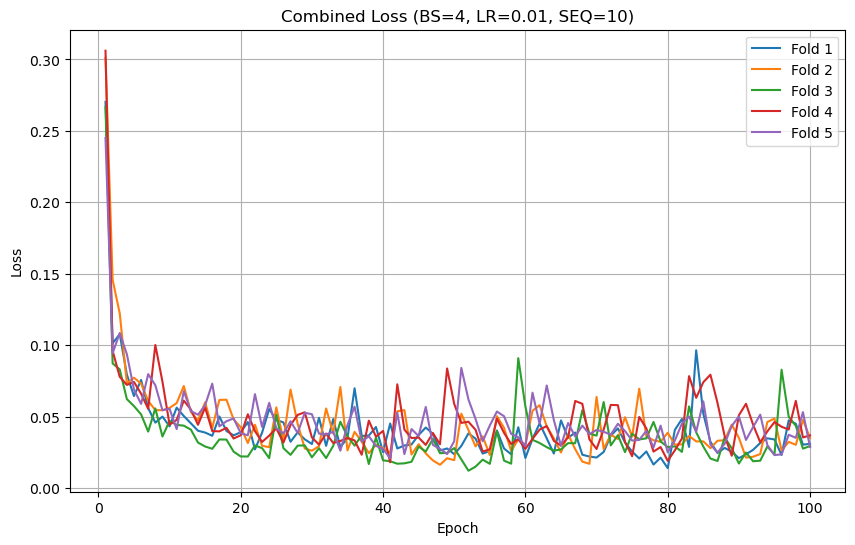 Combined Loss (BS=4, LR=0.01, SEQ=10)
Loss
0.30
0.25
0.20
0.15
0.10
0.05
0.00
Fold 1
Fold 2
Fold 3
Fold 4
Fold 5
0 20 40 60 80 100
Epoch